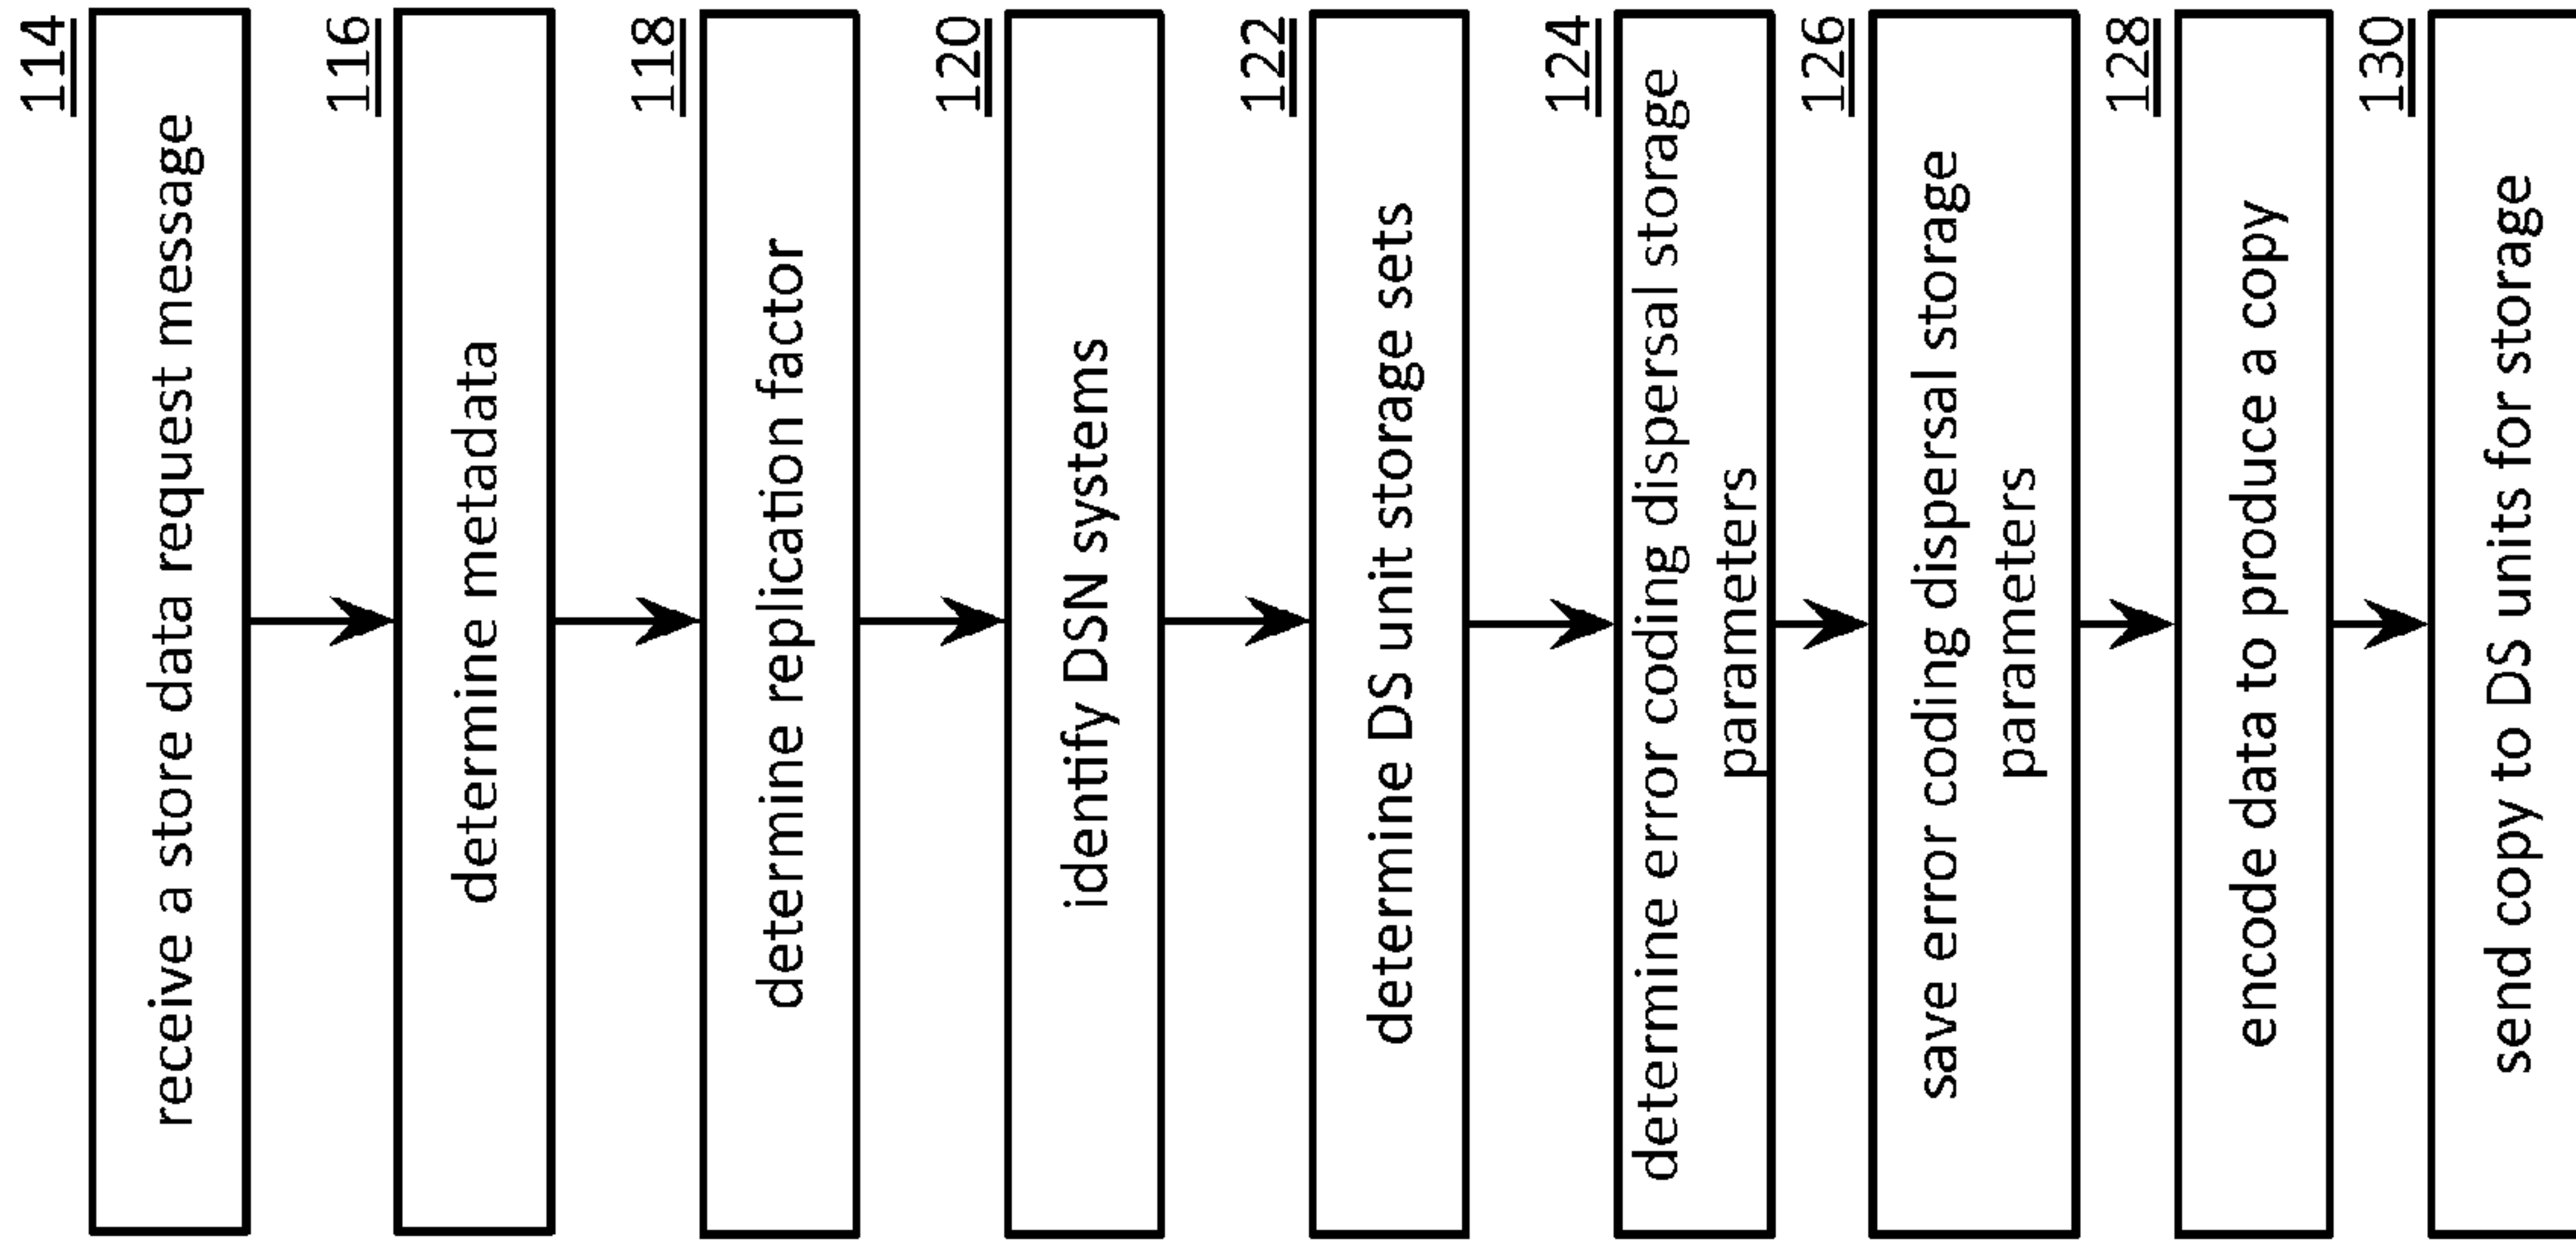 114
receive a store data request message
116
determine metadata
118
determine replication factor
120
identify DSN systems
122
determine DS unit storage sets
124
determine error coding dispersal storage
parameters
126
save error coding dispersal storage
parameters
128
encode data to produce a copy
130
send copy to DS units for storage